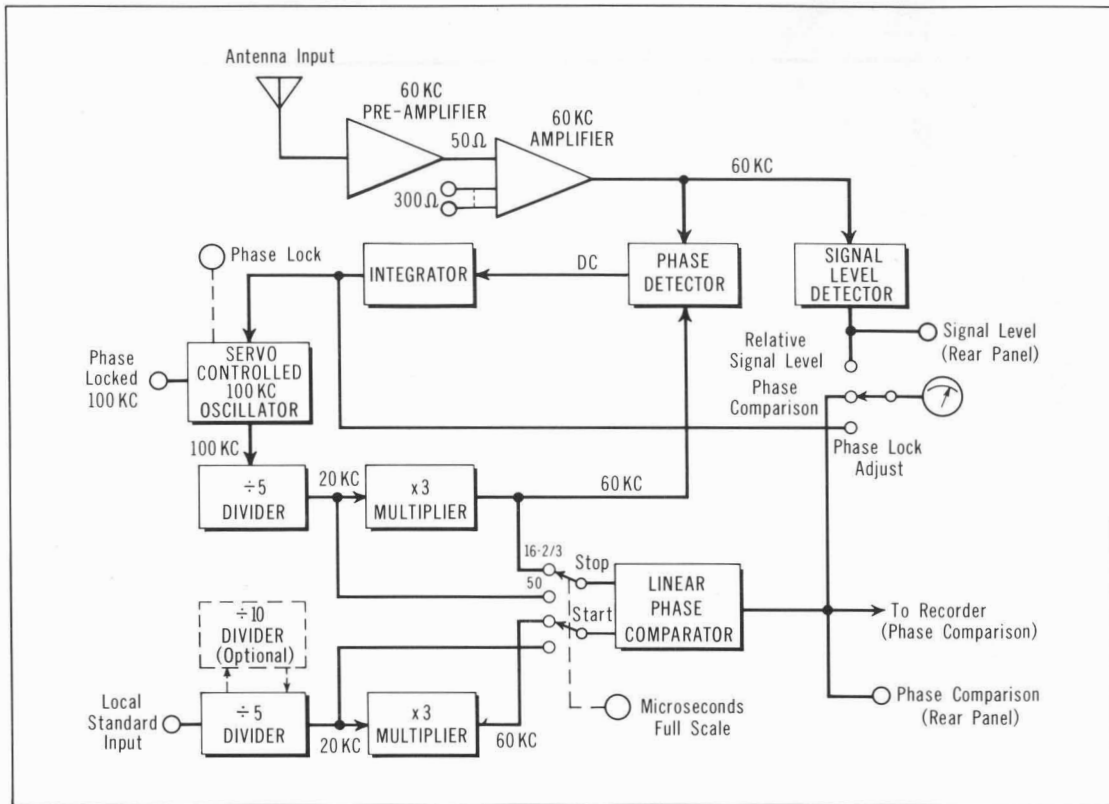 Antenna Input
60 KC
PRE-AMPLIFIER
60 KC
AMPLIFIER
50 Ω
300 Ω
60 KC
Phase Lock
INTEGRATOR
DC
PHASE
DETECTOR
SIGNAL
LEVEL
DETECTOR
Relative
Signal Level
Signal Level
(Rear Panel)
Phase
Locked
100 KC
SERVO
CONTROLLED
100 KC
OSCILLATOR
Phase
Comparison
Phase Lock
Adjust
100 KC
÷5
DIVIDER
20 KC
x3
MULTIPLIER
60 KC
16-2/3
50
Stop
Start
LINEAR
PHASE
COMPARATOR
To Recorder
(Phase Comparison)
÷10
DIVIDER
(Optional)
Local
Standard
Input
÷5
DIVIDER
20 KC
x3
MULTIPLIER
60 KC
Microseconds
Full Scale
Phase Comparison
(Rear Panel)